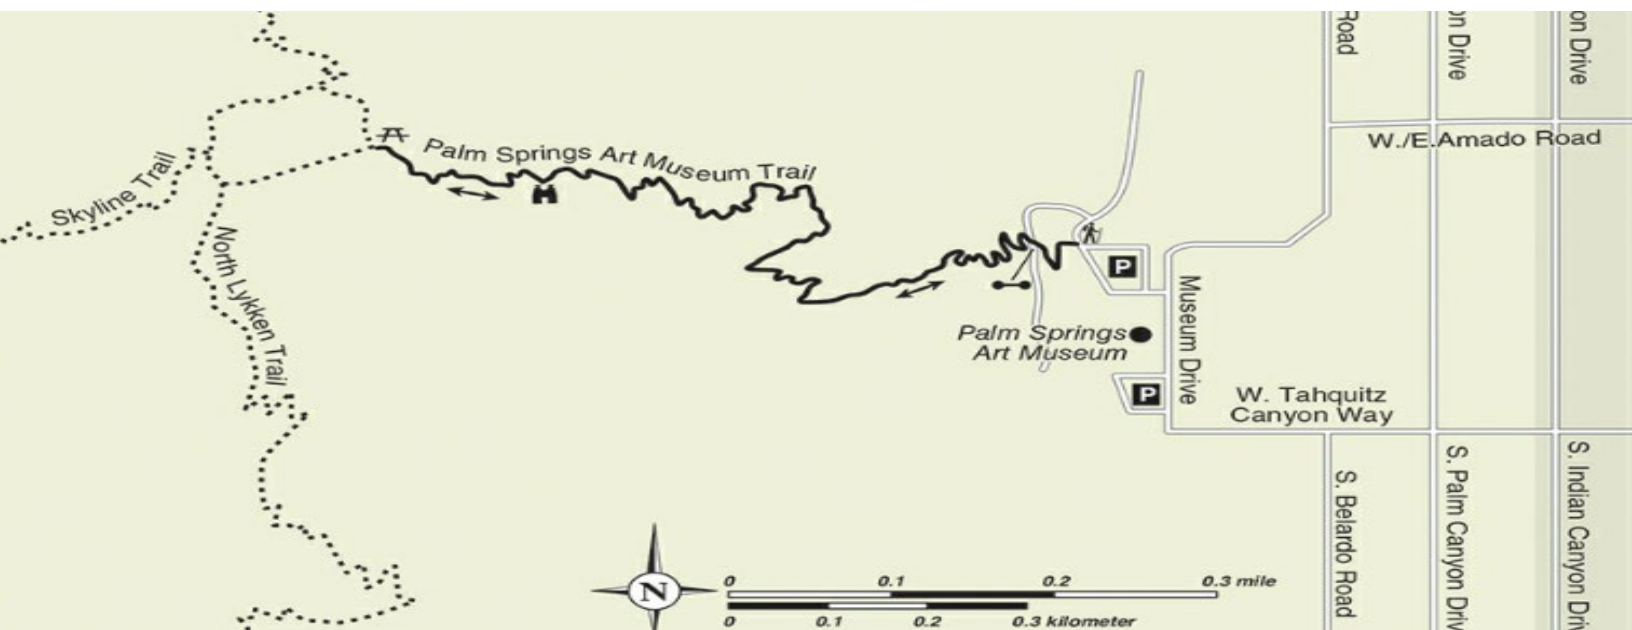 Road
on Drive
on Drive
W./E.Amado Road
Palm Springs Art Museum Trail
Skyline Trail
North Lykken Trail
P
Museum Drive
Palm Springs
Art Museum
P
W. Tahquitz
Canyon Way
S. Belardo Road
S. Palm Canyon Driv
S. Indian Canyon Driv
N
0 0.1 0.2 0.3 mile
0 0.1 0.2 0.3 kilometer